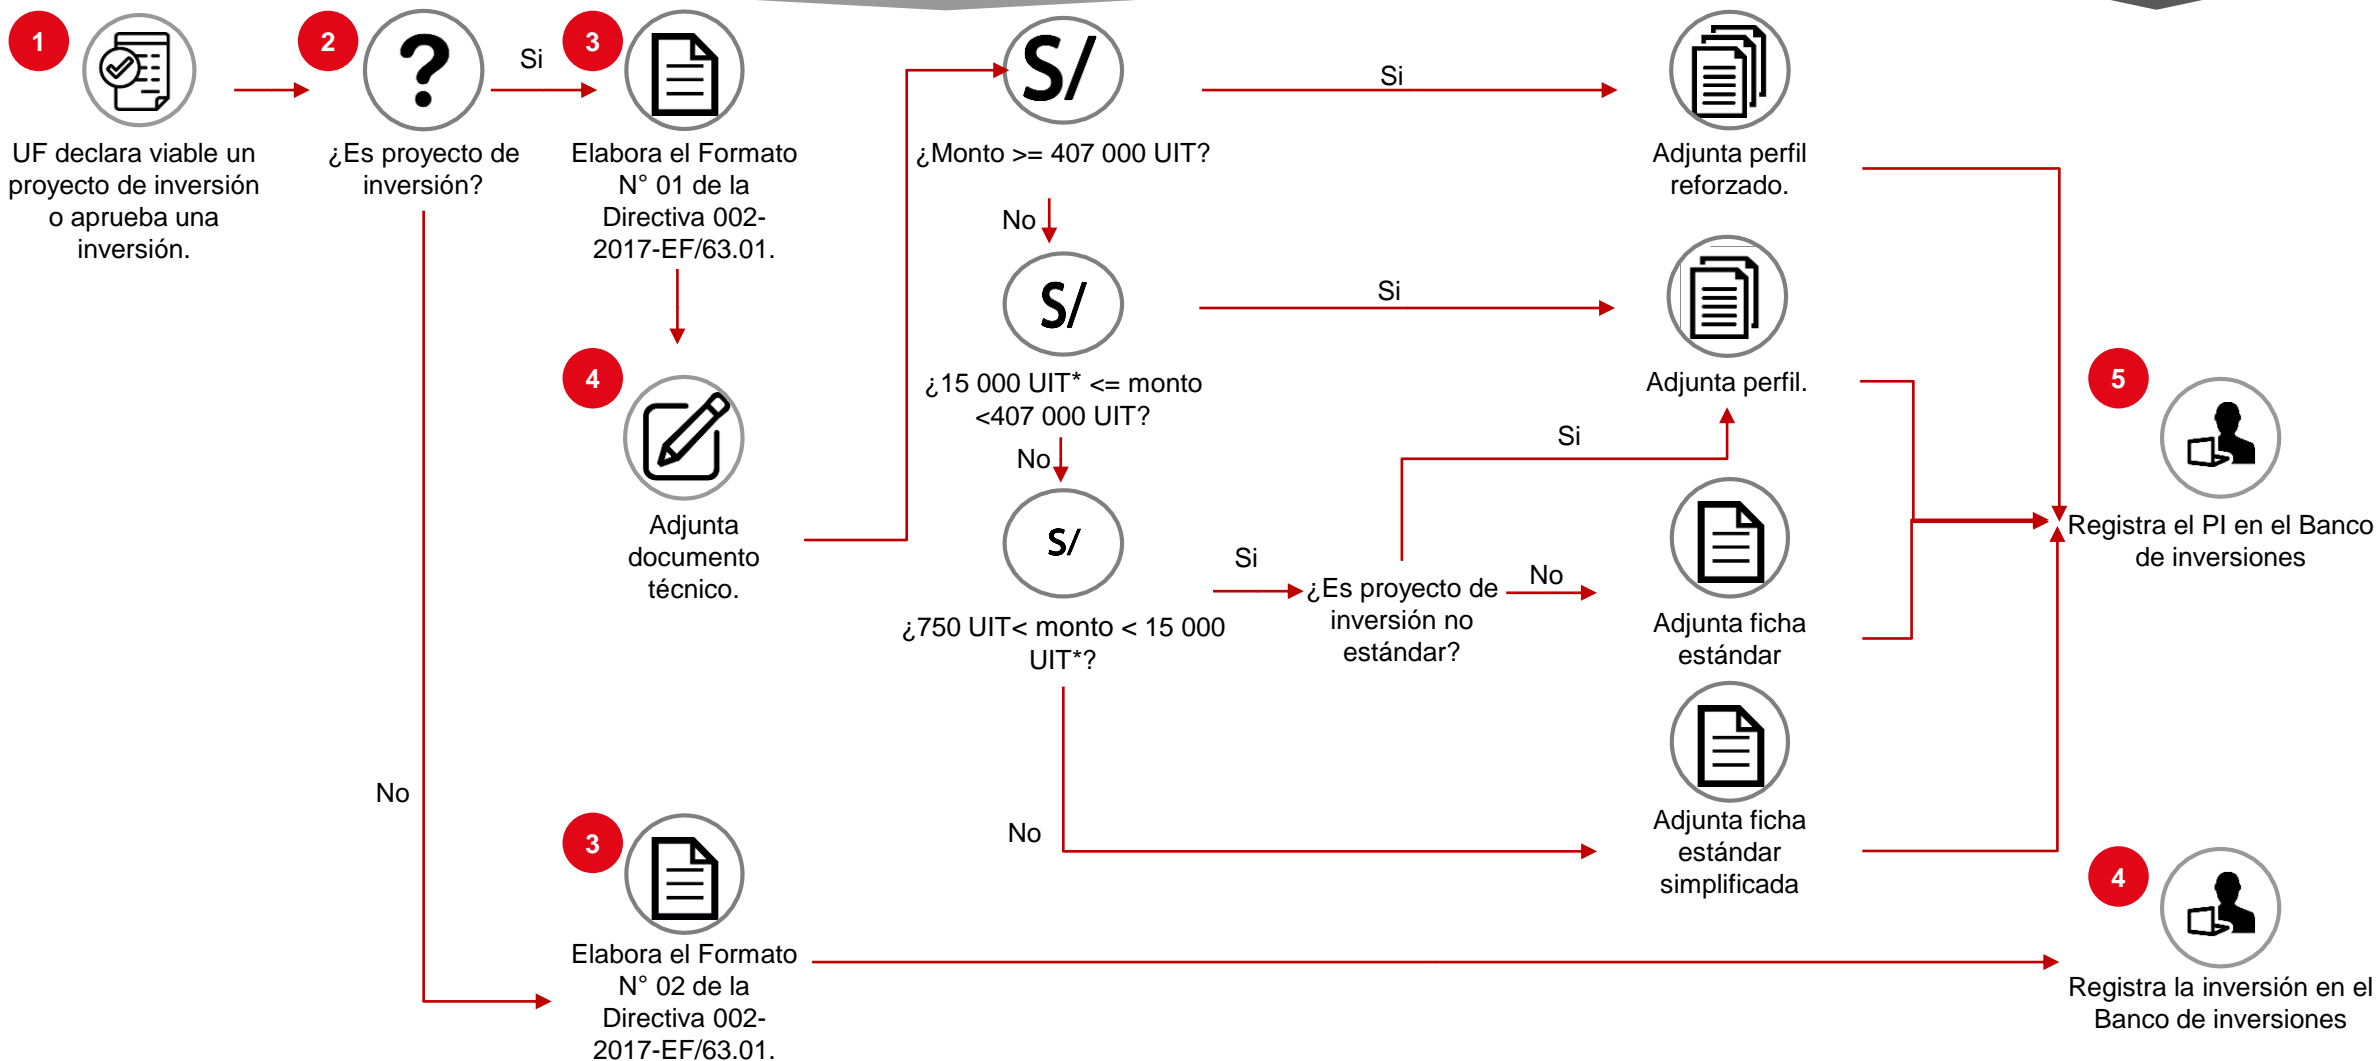 1
UF declara viable un
proyecto de inversión
o aprueba una
inversión.
2
¿Es proyecto de
inversión?
Si
No
3
Elabora el Formato
N° 01 de la
Directiva 002-
2017-EF/63.01.
4
Adjunta
documento
técnico.
3
Elabora el Formato
N° 02 de la
Directiva 002-
2017-EF/63.01.
S/
¿Monto >= 407 000 UIT?
Si
No
S/
¿15 000 UIT* <= monto
<407 000 UIT?
Si
No
S/
¿750 UIT< monto < 15 000
UIT*?
Si
No
¿Es proyecto de
inversión no
estándar?
Si
No
Adjunta perfil
reforzado.
Adjunta perfil.
Adjunta ficha
estándar
Adjunta ficha
estándar
simplificada
5
Registra el PI en el Banco
de inversiones
4
Registra la inversión en el
Banco de inversiones